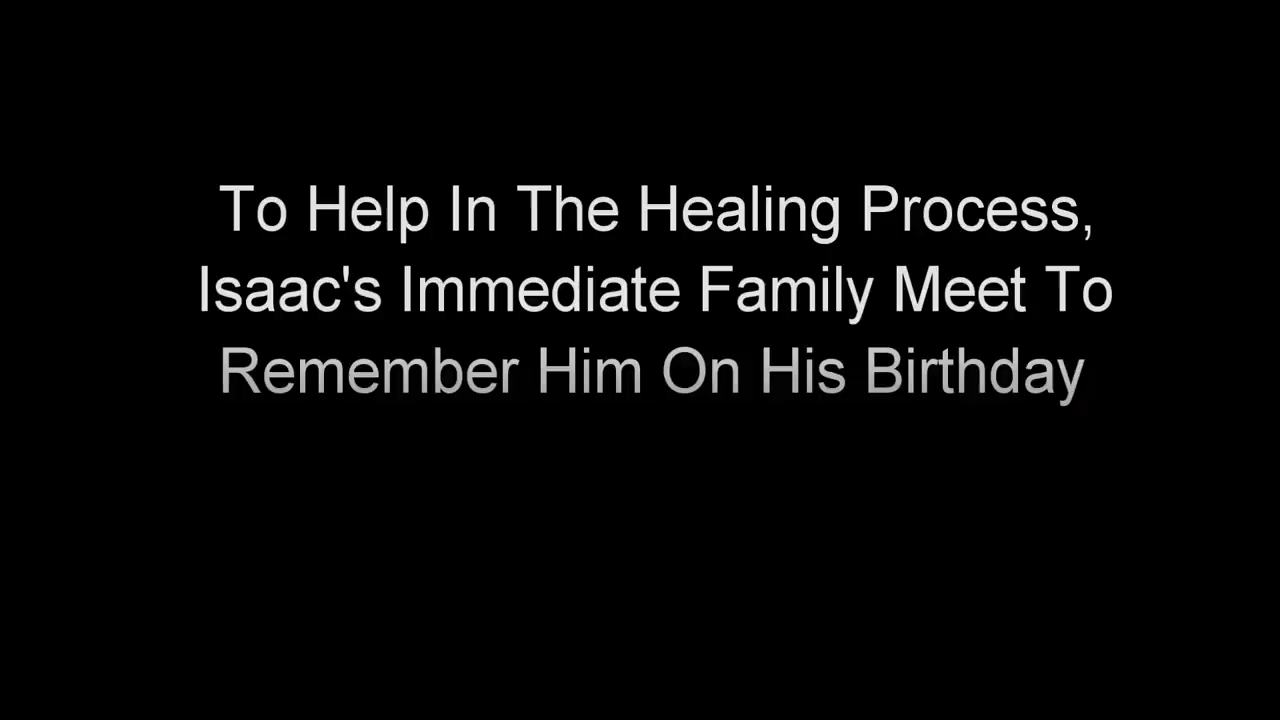 To Help In The Healing Process,
Isaac's Immediate Family Meet To
Remember Him On His Birthday